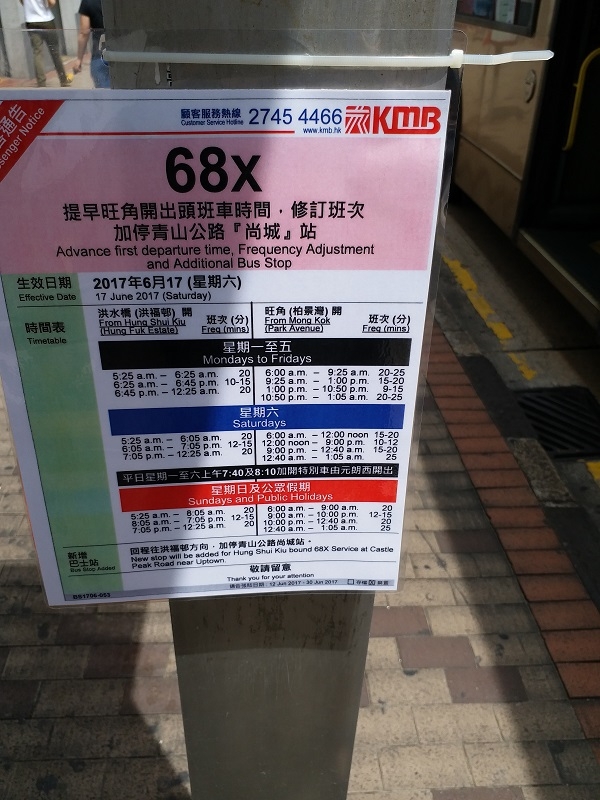 通告
senger Notice
顧客服務熱線 2745 4466 KMB
Customer Service Hotline www.kmb.hk
68X
提早旺角開出頭班車時間，修訂班次
加停青山公路『尚城』站
Advance first departure time, Frequency Adjustment
and Additional Bus Stop
生效日期 2017年6月17 (星期六)
Effective Date 17 June 2017 (Saturday)
時間表
Timetable
洪水橋 (洪福邨) 開 班次 (分) 旺角 (柏景灣) 開 班次 (分)
From Hung Shui Kiu Freq (mins) From Mong Kok Freq (mins)
(Hung Fuk Estate) (Park Avenue)
星期一至五
Mondays to Fridays
5:25 a.m. – 6:25 a.m. 20 6:00 a.m. – 9:25 a.m. 20-25
6:25 a.m. – 6:45 p.m. 10-15 9:25 a.m. – 1:00 p.m. 15-20
6:45 p.m. – 12:25 a.m. 20 1:00 p.m. – 10:50 p.m. 9-15
10:50 p.m. – 1:05 a.m. 20-25
星期六
Saturdays
5:25 a.m. – 6:05 a.m. 20 6:00 a.m. – 12:00 noon 15-20
6:05 a.m. – 7:05 p.m. 12-15 12:00 noon – 9:00 p.m. 10-12
7:05 p.m. – 12:25 a.m. 20 9:00 p.m. – 12:40 a.m. 15-20
12:40 a.m. – 1:05 a.m. 25
平日星期一至六上午7:40及8:10加開特別車由元朗西開出
星期日及公眾假期
Sundays and Public Holidays
5:25 a.m. – 8:05 a.m. 20 6:00 a.m. – 9:00 a.m. 20
8:05 a.m. – 7:05 p.m. 12-15 9:00 a.m. – 10:00 p.m. 12-15
7:05 p.m. – 12:25 a.m. 20 10:00 p.m. – 12:40 a.m. 20
12:40 a.m. – 1:05 a.m. 25
新增
巴士站
Bus Stop Added
回程往洪福邨方向，加停青山公路尚城站。
New stop will be added for Hung Shui Kiu bound 68X Service at Castle
Peak Road near Uptown.
敬請留意
Thank you for your attention
通告張貼日期：12 Jun 2017 - 30 Jun 2017